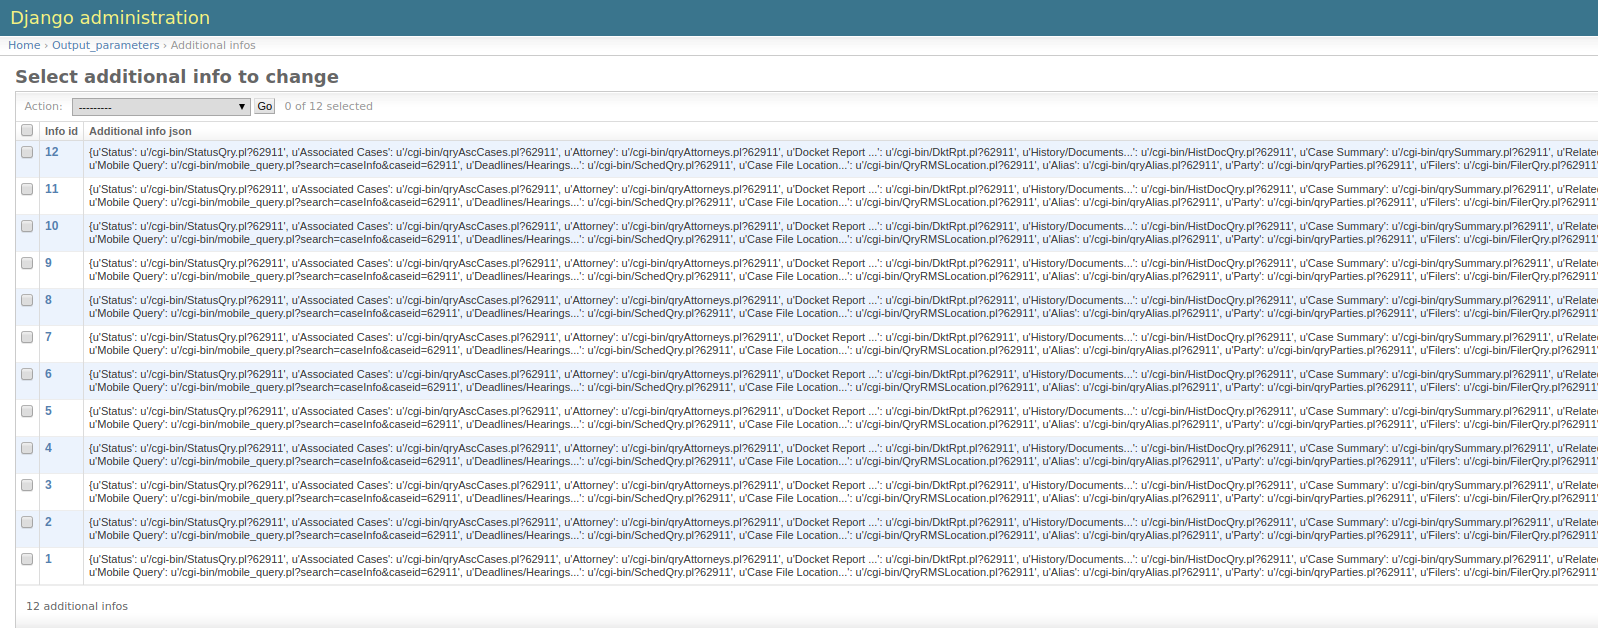 Django administration
Home › Output_parameters › Additional infos
Select additional info to change
Action: --------- Go 0 of 12 selected
Info id Additional info json
12 {u'Status': u'/cgi-bin/StatusQry.pl?62911', u'Associated Cases': u'/cgi-bin/qryAscCases.pl?62911', u'Attorney': u'/cgi-bin/qryAttorneys.pl?62911', u'Docket Report ...': u'/cgi-bin/DktRpt.pl?62911', u'History/Documents...': u'/cgi-bin/HistDocQry.pl?62911', u'Case Summary': u'/cgi-bin/qrySummary.pl?62911', u'Relate
u'Mobile Query': u'/cgi-bin/mobile_query.pl?search=caseInfo&caseid=62911', u'Deadlines/Hearings...': u'/cgi-bin/SchedQry.pl?62911', u'Case File Location...': u'/cgi-bin/QryRMSLocation.pl?62911', u'Alias': u'/cgi-bin/qryAlias.pl?62911', u'Party': u'/cgi-bin/qryParties.pl?62911', u'Filers': u'/cgi-bin/FilerQry.pl?62911
11 {u'Status': u'/cgi-bin/StatusQry.pl?62911', u'Associated Cases': u'/cgi-bin/qryAscCases.pl?62911', u'Attorney': u'/cgi-bin/qryAttorneys.pl?62911', u'Docket Report ...': u'/cgi-bin/DktRpt.pl?62911', u'History/Documents...': u'/cgi-bin/HistDocQry.pl?62911', u'Case Summary': u'/cgi-bin/qrySummary.pl?62911', u'Relate
u'Mobile Query': u'/cgi-bin/mobile_query.pl?search=caseInfo&caseid=62911', u'Deadlines/Hearings...': u'/cgi-bin/SchedQry.pl?62911', u'Case File Location...': u'/cgi-bin/QryRMSLocation.pl?62911', u'Alias': u'/cgi-bin/qryAlias.pl?62911', u'Party': u'/cgi-bin/qryParties.pl?62911', u'Filers': u'/cgi-bin/FilerQry.pl?62911
10 {u'Status': u'/cgi-bin/StatusQry.pl?62911', u'Associated Cases': u'/cgi-bin/qryAscCases.pl?62911', u'Attorney': u'/cgi-bin/qryAttorneys.pl?62911', u'Docket Report ...': u'/cgi-bin/DktRpt.pl?62911', u'History/Documents...': u'/cgi-bin/HistDocQry.pl?62911', u'Case Summary': u'/cgi-bin/qrySummary.pl?62911', u'Relate
u'Mobile Query': u'/cgi-bin/mobile_query.pl?search=caseInfo&caseid=62911', u'Deadlines/Hearings...': u'/cgi-bin/SchedQry.pl?62911', u'Case File Location...': u'/cgi-bin/QryRMSLocation.pl?62911', u'Alias': u'/cgi-bin/qryAlias.pl?62911', u'Party': u'/cgi-bin/qryParties.pl?62911', u'Filers': u'/cgi-bin/FilerQry.pl?62911
9 {u'Status': u'/cgi-bin/StatusQry.pl?62911', u'Associated Cases': u'/cgi-bin/qryAscCases.pl?62911', u'Attorney': u'/cgi-bin/qryAttorneys.pl?62911', u'Docket Report ...': u'/cgi-bin/DktRpt.pl?62911', u'History/Documents...': u'/cgi-bin/HistDocQry.pl?62911', u'Case Summary': u'/cgi-bin/qrySummary.pl?62911', u'Relate
u'Mobile Query': u'/cgi-bin/mobile_query.pl?search=caseInfo&caseid=62911', u'Deadlines/Hearings...': u'/cgi-bin/SchedQry.pl?62911', u'Case File Location...': u'/cgi-bin/QryRMSLocation.pl?62911', u'Alias': u'/cgi-bin/qryAlias.pl?62911', u'Party': u'/cgi-bin/qryParties.pl?62911', u'Filers': u'/cgi-bin/FilerQry.pl?62911
8 {u'Status': u'/cgi-bin/StatusQry.pl?62911', u'Associated Cases': u'/cgi-bin/qryAscCases.pl?62911', u'Attorney': u'/cgi-bin/qryAttorneys.pl?62911', u'Docket Report ...': u'/cgi-bin/DktRpt.pl?62911', u'History/Documents...': u'/cgi-bin/HistDocQry.pl?62911', u'Case Summary': u'/cgi-bin/qrySummary.pl?62911', u'Relate
u'Mobile Query': u'/cgi-bin/mobile_query.pl?search=caseInfo&caseid=62911', u'Deadlines/Hearings...': u'/cgi-bin/SchedQry.pl?62911', u'Case File Location...': u'/cgi-bin/QryRMSLocation.pl?62911', u'Alias': u'/cgi-bin/qryAlias.pl?62911', u'Party': u'/cgi-bin/qryParties.pl?62911', u'Filers': u'/cgi-bin/FilerQry.pl?62911
7 {u'Status': u'/cgi-bin/StatusQry.pl?62911', u'Associated Cases': u'/cgi-bin/qryAscCases.pl?62911', u'Attorney': u'/cgi-bin/qryAttorneys.pl?62911', u'Docket Report ...': u'/cgi-bin/DktRpt.pl?62911', u'History/Documents...': u'/cgi-bin/HistDocQry.pl?62911', u'Case Summary': u'/cgi-bin/qrySummary.pl?62911', u'Relate
u'Mobile Query': u'/cgi-bin/mobile_query.pl?search=caseInfo&caseid=62911', u'Deadlines/Hearings...': u'/cgi-bin/SchedQry.pl?62911', u'Case File Location...': u'/cgi-bin/QryRMSLocation.pl?62911', u'Alias': u'/cgi-bin/qryAlias.pl?62911', u'Party': u'/cgi-bin/qryParties.pl?62911', u'Filers': u'/cgi-bin/FilerQry.pl?62911
6 {u'Status': u'/cgi-bin/StatusQry.pl?62911', u'Associated Cases': u'/cgi-bin/qryAscCases.pl?62911', u'Attorney': u'/cgi-bin/qryAttorneys.pl?62911', u'Docket Report ...': u'/cgi-bin/DktRpt.pl?62911', u'History/Documents...': u'/cgi-bin/HistDocQry.pl?62911', u'Case Summary': u'/cgi-bin/qrySummary.pl?62911', u'Relate
u'Mobile Query': u'/cgi-bin/mobile_query.pl?search=caseInfo&caseid=62911', u'Deadlines/Hearings...': u'/cgi-bin/SchedQry.pl?62911', u'Case File Location...': u'/cgi-bin/QryRMSLocation.pl?62911', u'Alias': u'/cgi-bin/qryAlias.pl?62911', u'Party': u'/cgi-bin/qryParties.pl?62911', u'Filers': u'/cgi-bin/FilerQry.pl?62911
5 {u'Status': u'/cgi-bin/StatusQry.pl?62911', u'Associated Cases': u'/cgi-bin/qryAscCases.pl?62911', u'Attorney': u'/cgi-bin/qryAttorneys.pl?62911', u'Docket Report ...': u'/cgi-bin/DktRpt.pl?62911', u'History/Documents...': u'/cgi-bin/HistDocQry.pl?62911', u'Case Summary': u'/cgi-bin/qrySummary.pl?62911', u'Relate
u'Mobile Query': u'/cgi-bin/mobile_query.pl?search=caseInfo&caseid=62911', u'Deadlines/Hearings...': u'/cgi-bin/SchedQry.pl?62911', u'Case File Location...': u'/cgi-bin/QryRMSLocation.pl?62911', u'Alias': u'/cgi-bin/qryAlias.pl?62911', u'Party': u'/cgi-bin/qryParties.pl?62911', u'Filers': u'/cgi-bin/FilerQry.pl?62911
4 {u'Status': u'/cgi-bin/StatusQry.pl?62911', u'Associated Cases': u'/cgi-bin/qryAscCases.pl?62911', u'Attorney': u'/cgi-bin/qryAttorneys.pl?62911', u'Docket Report ...': u'/cgi-bin/DktRpt.pl?62911', u'History/Documents...': u'/cgi-bin/HistDocQry.pl?62911', u'Case Summary': u'/cgi-bin/qrySummary.pl?62911', u'Relate
u'Mobile Query': u'/cgi-bin/mobile_query.pl?search=caseInfo&caseid=62911', u'Deadlines/Hearings...': u'/cgi-bin/SchedQry.pl?62911', u'Case File Location...': u'/cgi-bin/QryRMSLocation.pl?62911', u'Alias': u'/cgi-bin/qryAlias.pl?62911', u'Party': u'/cgi-bin/qryParties.pl?62911', u'Filers': u'/cgi-bin/FilerQry.pl?62911
3 {u'Status': u'/cgi-bin/StatusQry.pl?62911', u'Associated Cases': u'/cgi-bin/qryAscCases.pl?62911', u'Attorney': u'/cgi-bin/qryAttorneys.pl?62911', u'Docket Report ...': u'/cgi-bin/DktRpt.pl?62911', u'History/Documents...': u'/cgi-bin/HistDocQry.pl?62911', u'Case Summary': u'/cgi-bin/qrySummary.pl?62911', u'Relate
u'Mobile Query': u'/cgi-bin/mobile_query.pl?search=caseInfo&caseid=62911', u'Deadlines/Hearings...': u'/cgi-bin/SchedQry.pl?62911', u'Case File Location...': u'/cgi-bin/QryRMSLocation.pl?62911', u'Alias': u'/cgi-bin/qryAlias.pl?62911', u'Party': u'/cgi-bin/qryParties.pl?62911', u'Filers': u'/cgi-bin/FilerQry.pl?62911
2 {u'Status': u'/cgi-bin/StatusQry.pl?62911', u'Associated Cases': u'/cgi-bin/qryAscCases.pl?62911', u'Attorney': u'/cgi-bin/qryAttorneys.pl?62911', u'Docket Report ...': u'/cgi-bin/DktRpt.pl?62911', u'History/Documents...': u'/cgi-bin/HistDocQry.pl?62911', u'Case Summary': u'/cgi-bin/qrySummary.pl?62911', u'Relate
u'Mobile Query': u'/cgi-bin/mobile_query.pl?search=caseInfo&caseid=62911', u'Deadlines/Hearings...': u'/cgi-bin/SchedQry.pl?62911', u'Case File Location...': u'/cgi-bin/QryRMSLocation.pl?62911', u'Alias': u'/cgi-bin/qryAlias.pl?62911', u'Party': u'/cgi-bin/qryParties.pl?62911', u'Filers': u'/cgi-bin/FilerQry.pl?62911
1 {u'Status': u'/cgi-bin/StatusQry.pl?62911', u'Associated Cases': u'/cgi-bin/qryAscCases.pl?62911', u'Attorney': u'/cgi-bin/qryAttorneys.pl?62911', u'Docket Report ...': u'/cgi-bin/DktRpt.pl?62911', u'History/Documents...': u'/cgi-bin/HistDocQry.pl?62911', u'Case Summary': u'/cgi-bin/qrySummary.pl?62911', u'Relate
u'Mobile Query': u'/cgi-bin/mobile_query.pl?search=caseInfo&caseid=62911', u'Deadlines/Hearings...': u'/cgi-bin/SchedQry.pl?62911', u'Case File Location...': u'/cgi-bin/QryRMSLocation.pl?62911', u'Alias': u'/cgi-bin/qryAlias.pl?62911', u'Party': u'/cgi-bin/qryParties.pl?62911', u'Filers': u'/cgi-bin/FilerQry.pl?62911
12 additional infos